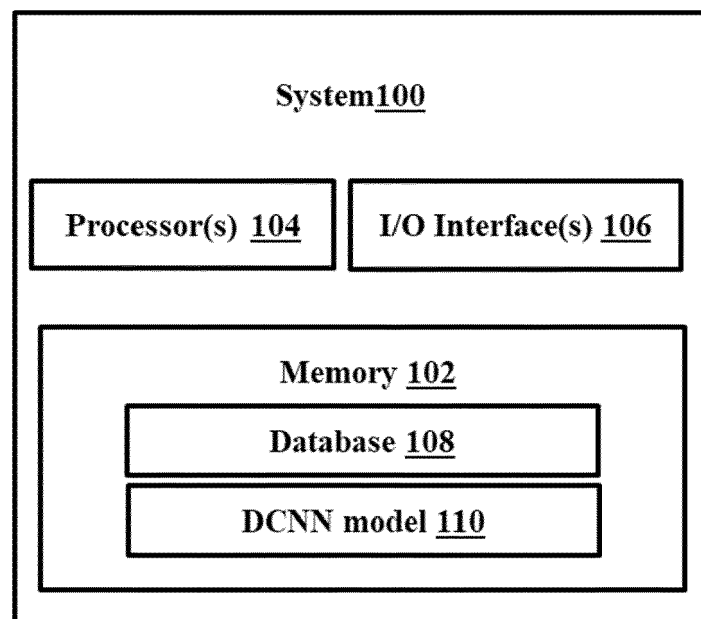 System100
Processor(s) 104
I/O Interface(s) 106
Memory 102
Database 108
DCNN model 110